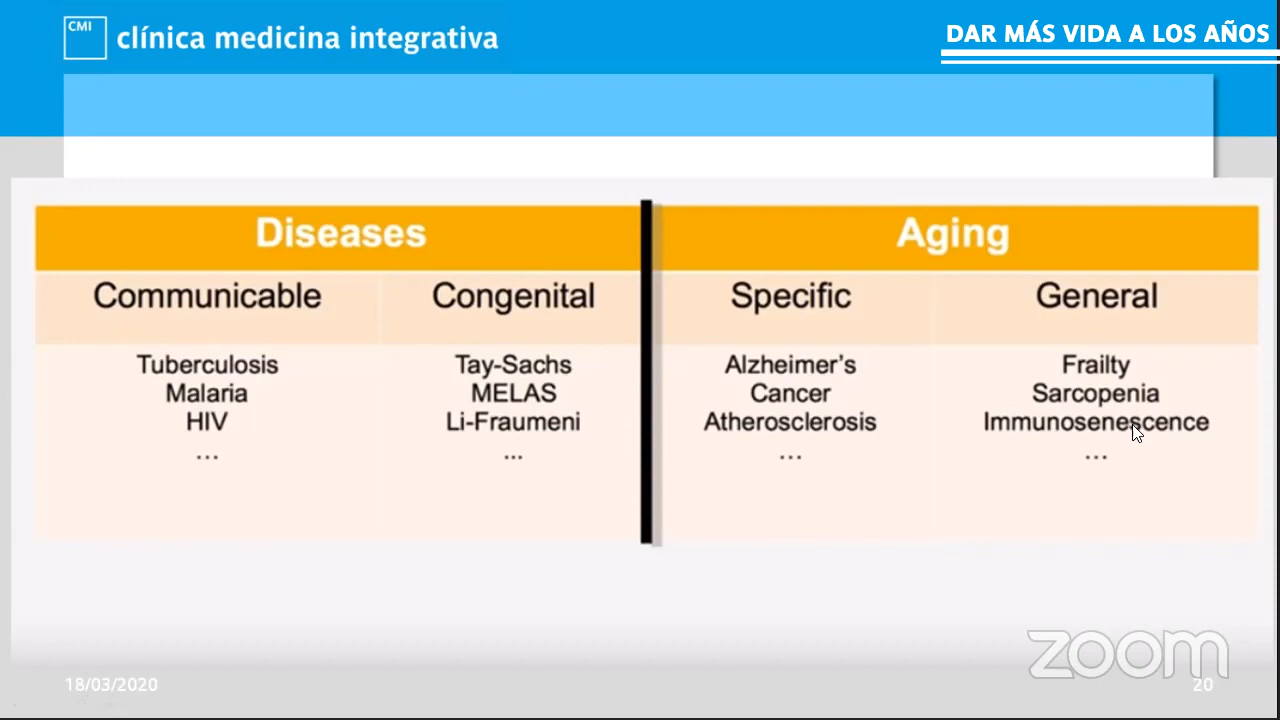 CMI
clínica medicina integrativa
DAR MÁS VIDA A LOS AÑOS
Diseases
Aging
Communicable
Congenital
Specific
General
Tuberculosis
Malaria
HIV
...
Tay-Sachs
MELAS
Li-Fraumeni
...
Alzheimer's
Cancer
Atherosclerosis
...
Frailty
Sarcopenia
Immunosenescence
...
zoom
18/03/2020
20